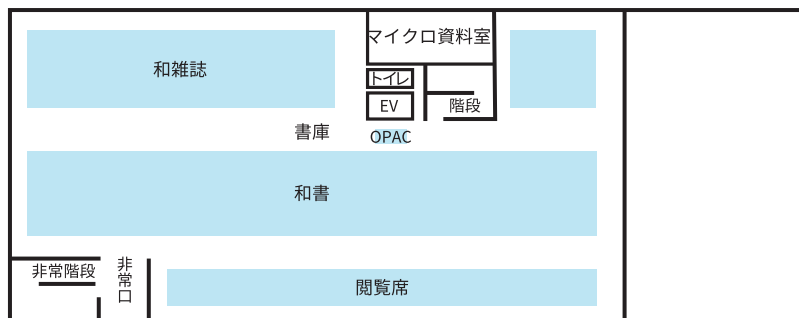 マイクロ資料室
和雑誌
トイレ
EV
階段
書庫
OPAC
和書
非常階段
非常口
閲覧席